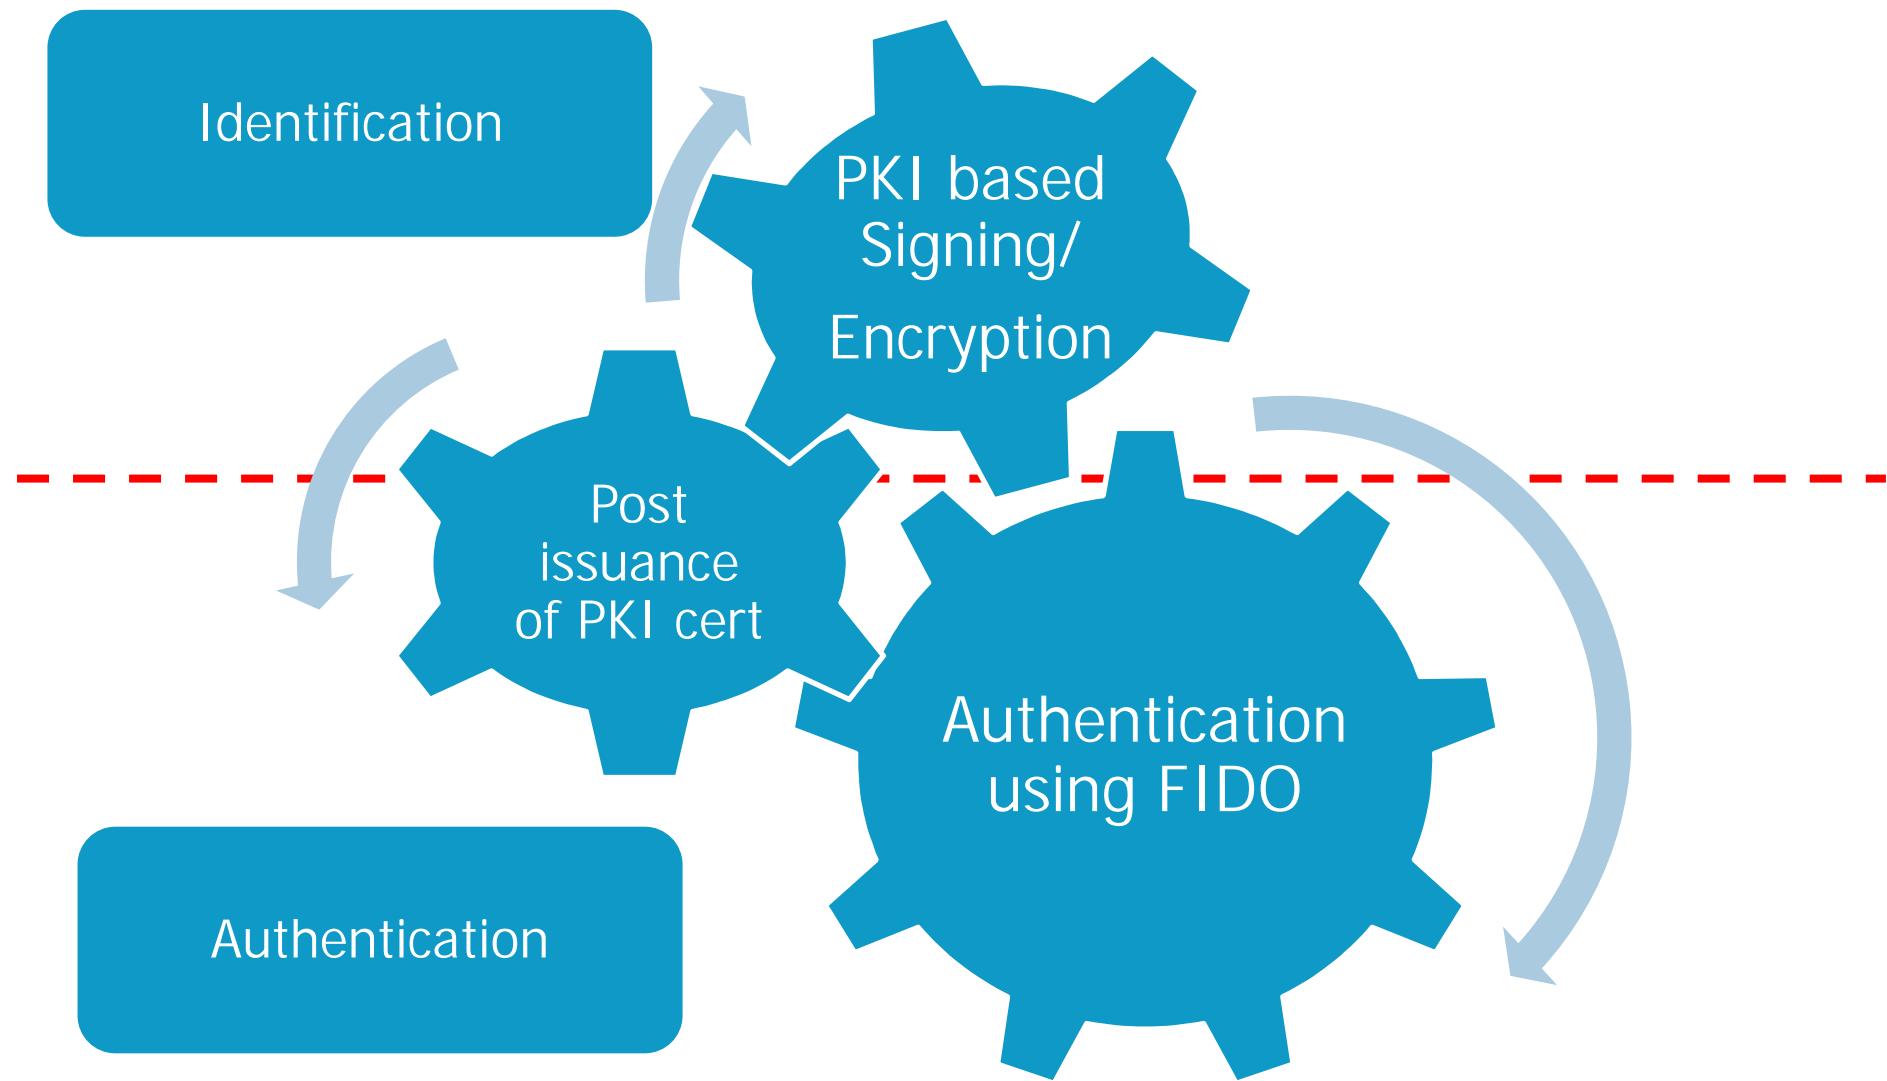 Identification
PKI based
Signing/
Encryption
Post
issuance
of PKI cert
Authentication
using FIDO
Authentication